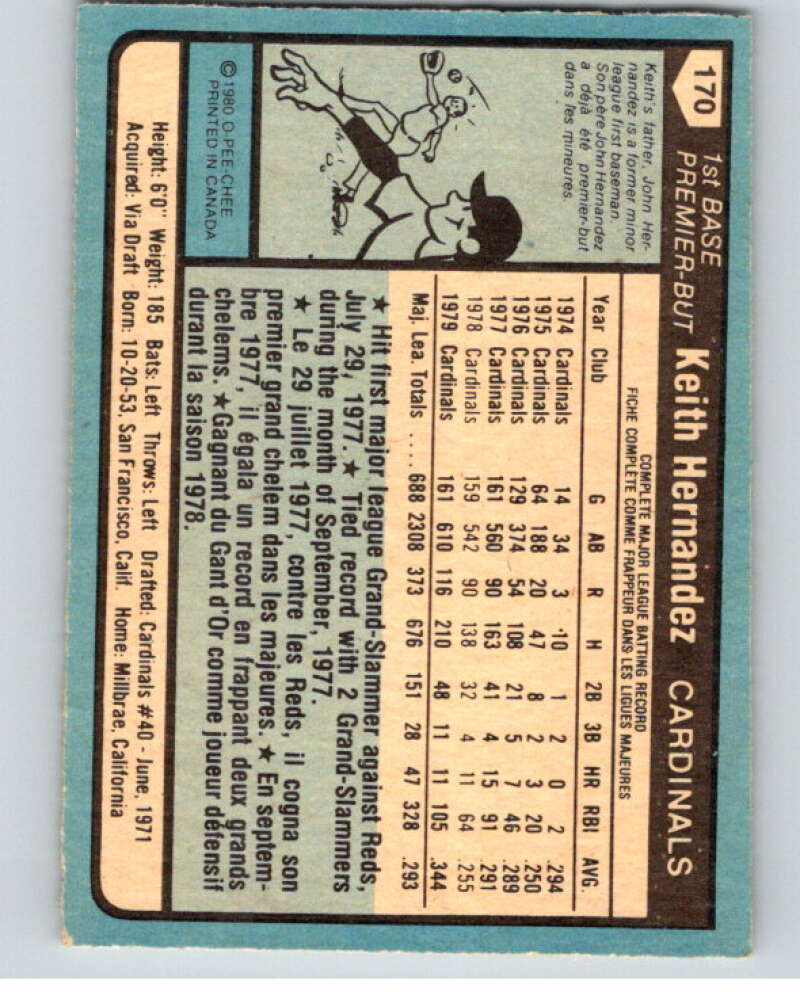 170
1st BASE
PREMIER-BUT
Keith Hernandez CARDINALS
Keith's father, John Her-
nandez is a former minor
league first baseman.
Son père John Hernandez
a déjà été premier-but
dans les mineures.
© 1980 O-PEE-CHEE
PRINTED IN CANADA
COMPLETE MAJOR LEAGUE BATTING RECORD
FICHE COMPLÈTE COMME FRAPPEUR DANS LES LIGUES MAJEURES
Year Club G AB R H 2B 3B HR RBI AVG.
1974 Cardinals 14 34 3 10 1 2 0 2 .294
1975 Cardinals 64 188 20 47 8 2 3 20 .250
1976 Cardinals 129 374 54 108 21 5 7 46 .289
1977 Cardinals 161 560 90 163 41 4 15 91 .291
1978 Cardinals 159 542 90 138 32 4 11 64 .255
1979 Cardinals 161 610 116 210 48 11 11 105 .344
Maj. Lea. Totals .... 688 2308 373 676 151 28 47 328 .293
★ Hit first major league Grand-Slammer against Reds,
July 29, 1977. ★ Tied record with 2 Grand-Slammers
during the month of September, 1977.
★ Le 29 juillet 1977, contre les Reds, il cogna son
premier grand chelem dans les majeures. ★ En septem-
bre 1977, il égala un record en frappant deux grands
chelems. ★Gagnant du Gant d'Or comme joueur défensif
durant la saison 1978.
Height: 6'0" Weight: 185 Bats: Left Throws: Left Drafted: Cardinals #40 - June, 1971
Acquired: Via Draft Born: 10-20-53, San Francisco, Calif. Home: Millbrae, California